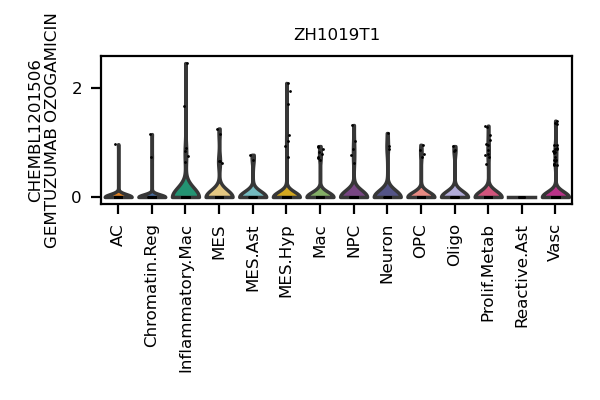 ZH1019T1
CHEMBL1201506
GEMTUZUMAB OZOGAMICIN
2
0
AC
Chromatin.Reg
Inflammatory.Mac
MES
MES.Ast
MES.Hyp
Mac
NPC
Neuron
OPC
Oligo
Prolif.Metab
Reactive.Ast
Vasc